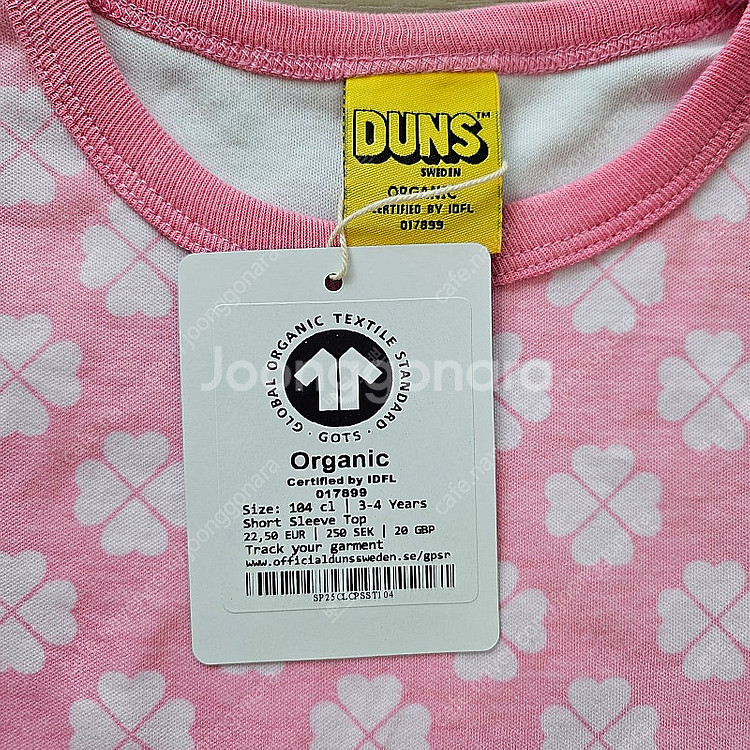 DUNS™
SWEDEN
ORGANIC
CERTIFIED BY IDFL
017899
GLOBAL ORGANIC TEXTILE STANDARD
· GOTS ·
Organic
Certified by IDFL
017899
Size: 104 cl | 3-4 Years
Short Sleeve Top
22,50 EUR | 250 SEK | 20 GBP
Track your garment
www.officialdunssweden.se/gpsr
SP25CLCPSST104
Joonggonara